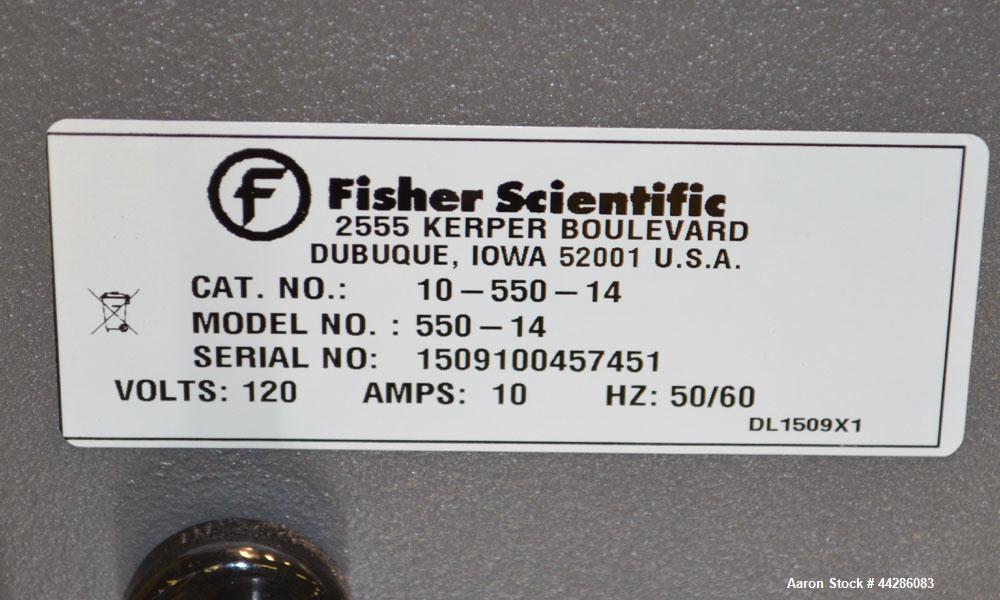 F Fisher Scientific
2555 KERPER BOULEVARD
DUBUQUE, IOWA 52001 U.S.A.
CAT. NO.: 10-550-14
MODEL NO. : 550-14
SERIAL NO: 1509100457451
VOLTS: 120 AMPS: 10 HZ: 50/60
DL1509X1
Aaron Stock # 44286083